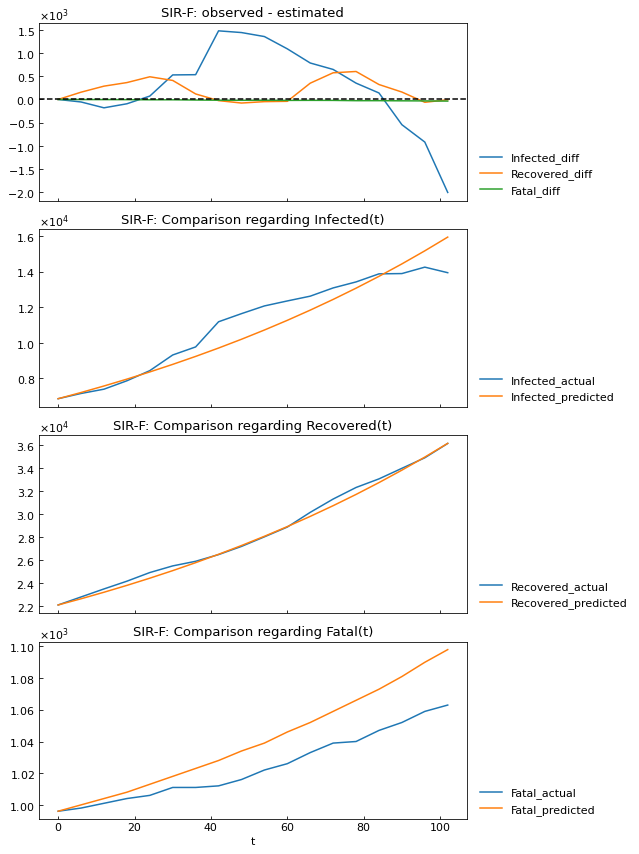 SIR-F: observed - estimated
×10³
1.5
1.0
0.5
0.0
−0.5
−1.0
−1.5
−2.0
Infected_diff
Recovered_diff
Fatal_diff
SIR-F: Comparison regarding Infected(t)
×10⁴
1.6
1.4
1.2
1.0
0.8
Infected_actual
Infected_predicted
SIR-F: Comparison regarding Recovered(t)
×10⁴
3.6
3.4
3.2
3.0
2.8
2.6
2.4
2.2
Recovered_actual
Recovered_predicted
SIR-F: Comparison regarding Fatal(t)
×10³
1.10
1.08
1.06
1.04
1.02
1.00
Fatal_actual
Fatal_predicted
0 20 40 60 80 100
t